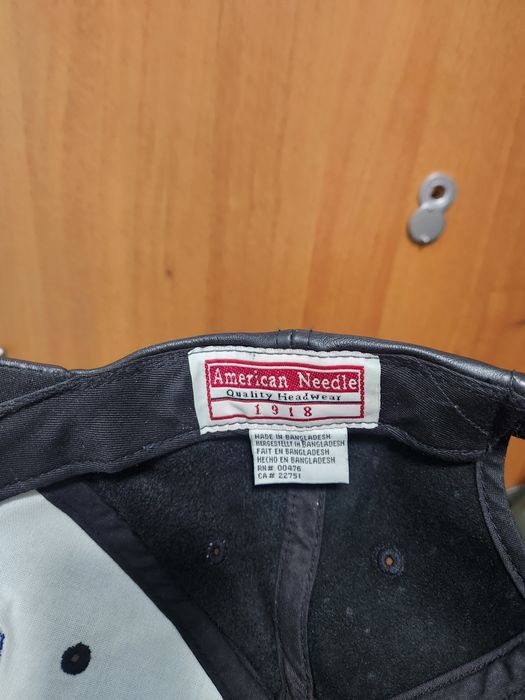 American Needle
Quality Headwear
1918
MADE IN BANGLADESH
HERGESTELLT IN BANGLADESH
FAIT EN BANGLADESH
HECHO EN BANGLADESH
RN# 00476
CA# 22751